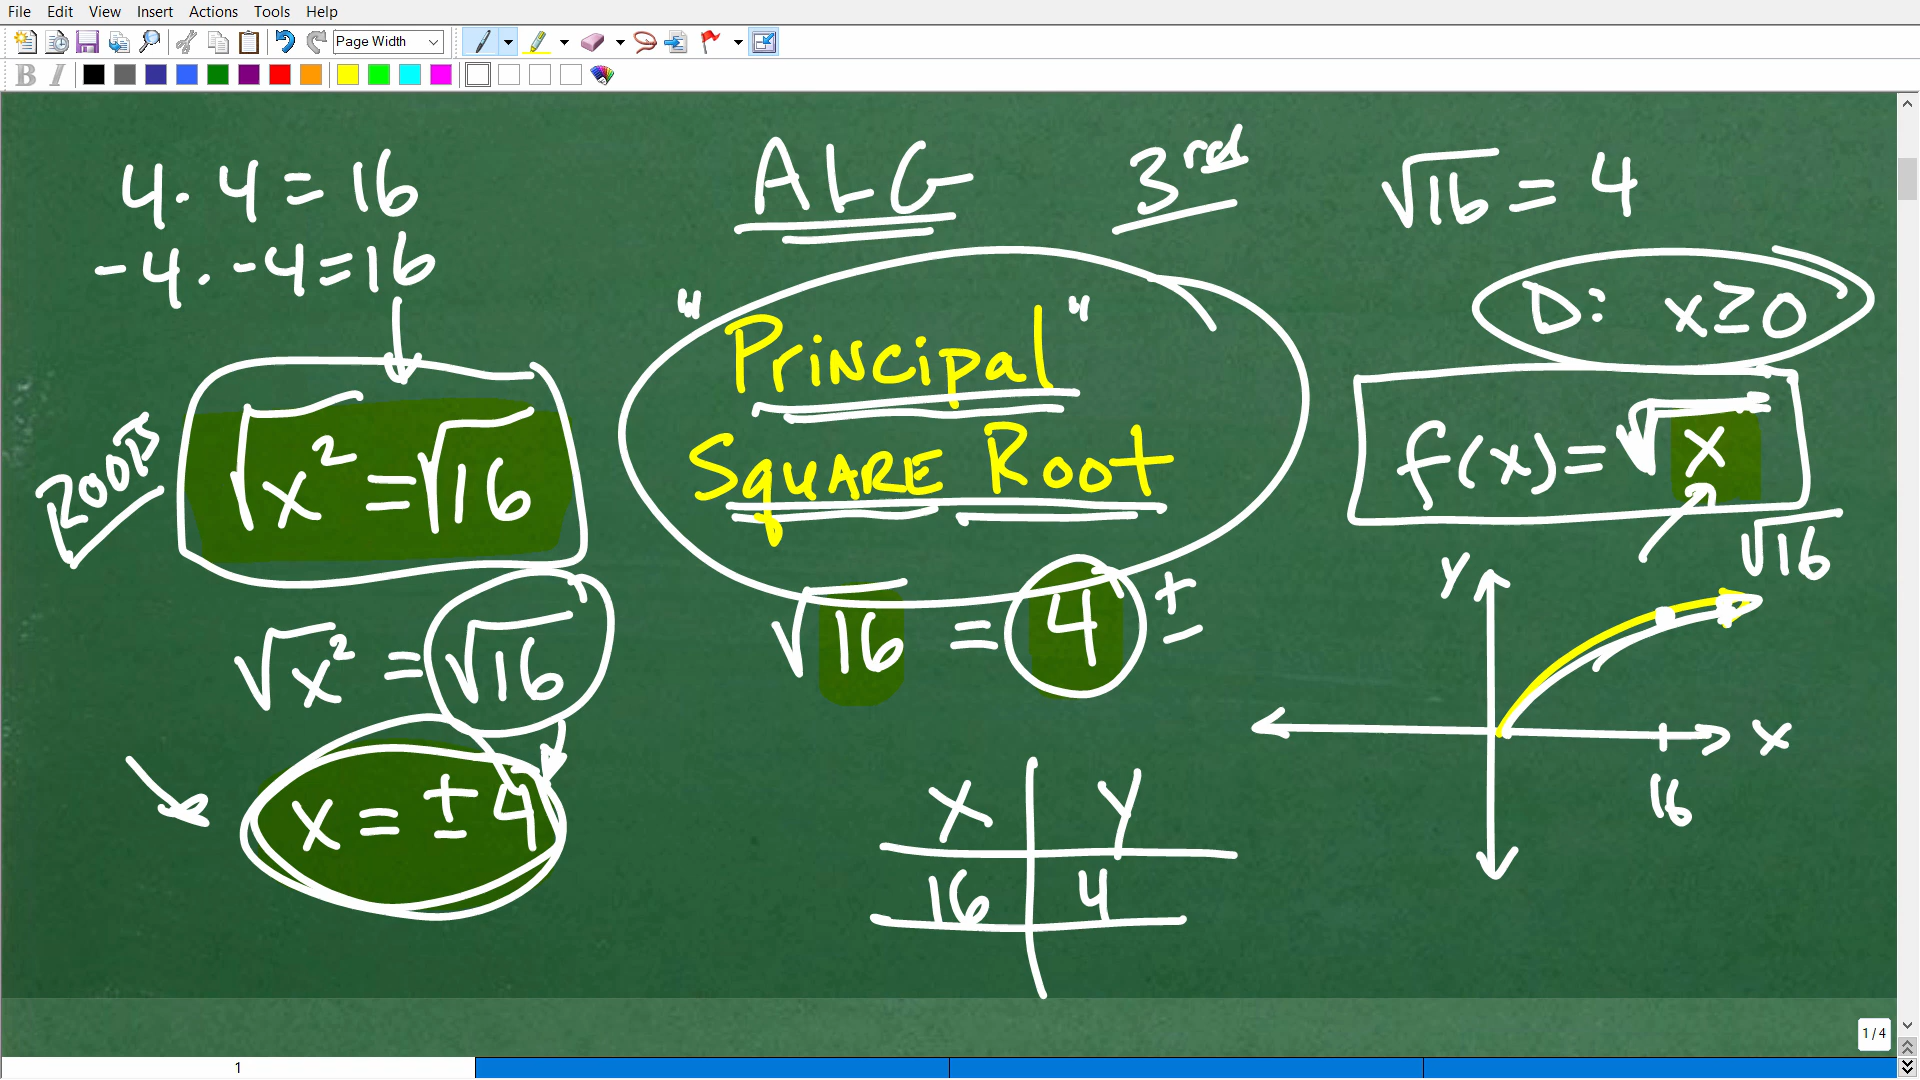 File Edit View Insert Actions Tools Help
Page Width
B I
4 · 4 = 16
-4 · -4 = 16
ALG
3rd
√16 = 4
D: x ≥ 0
"Principal"
SQUARE Root
ROOTS
√x² = √16
f(x) = √x
√16
√x² = √16
√16 = 4 ±
x = ± 4
Y
X
16
X Y
16 4
1 / 4
1